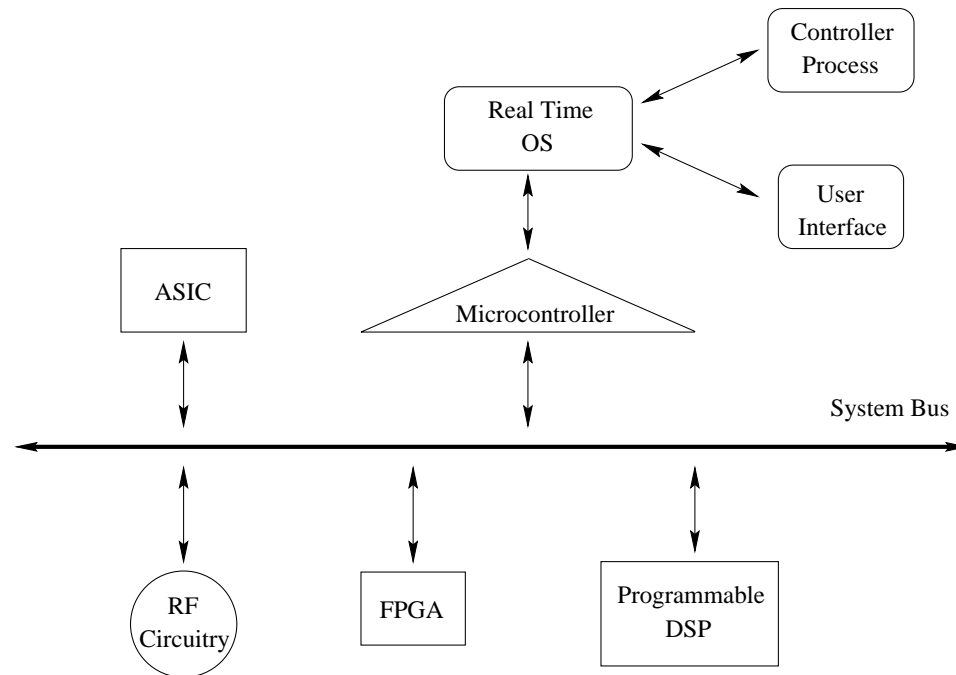 Controller
Process
Real Time
OS
User
Interface
ASIC
Microcontroller
System Bus
RF
Circuitry
FPGA
Programmable
DSP